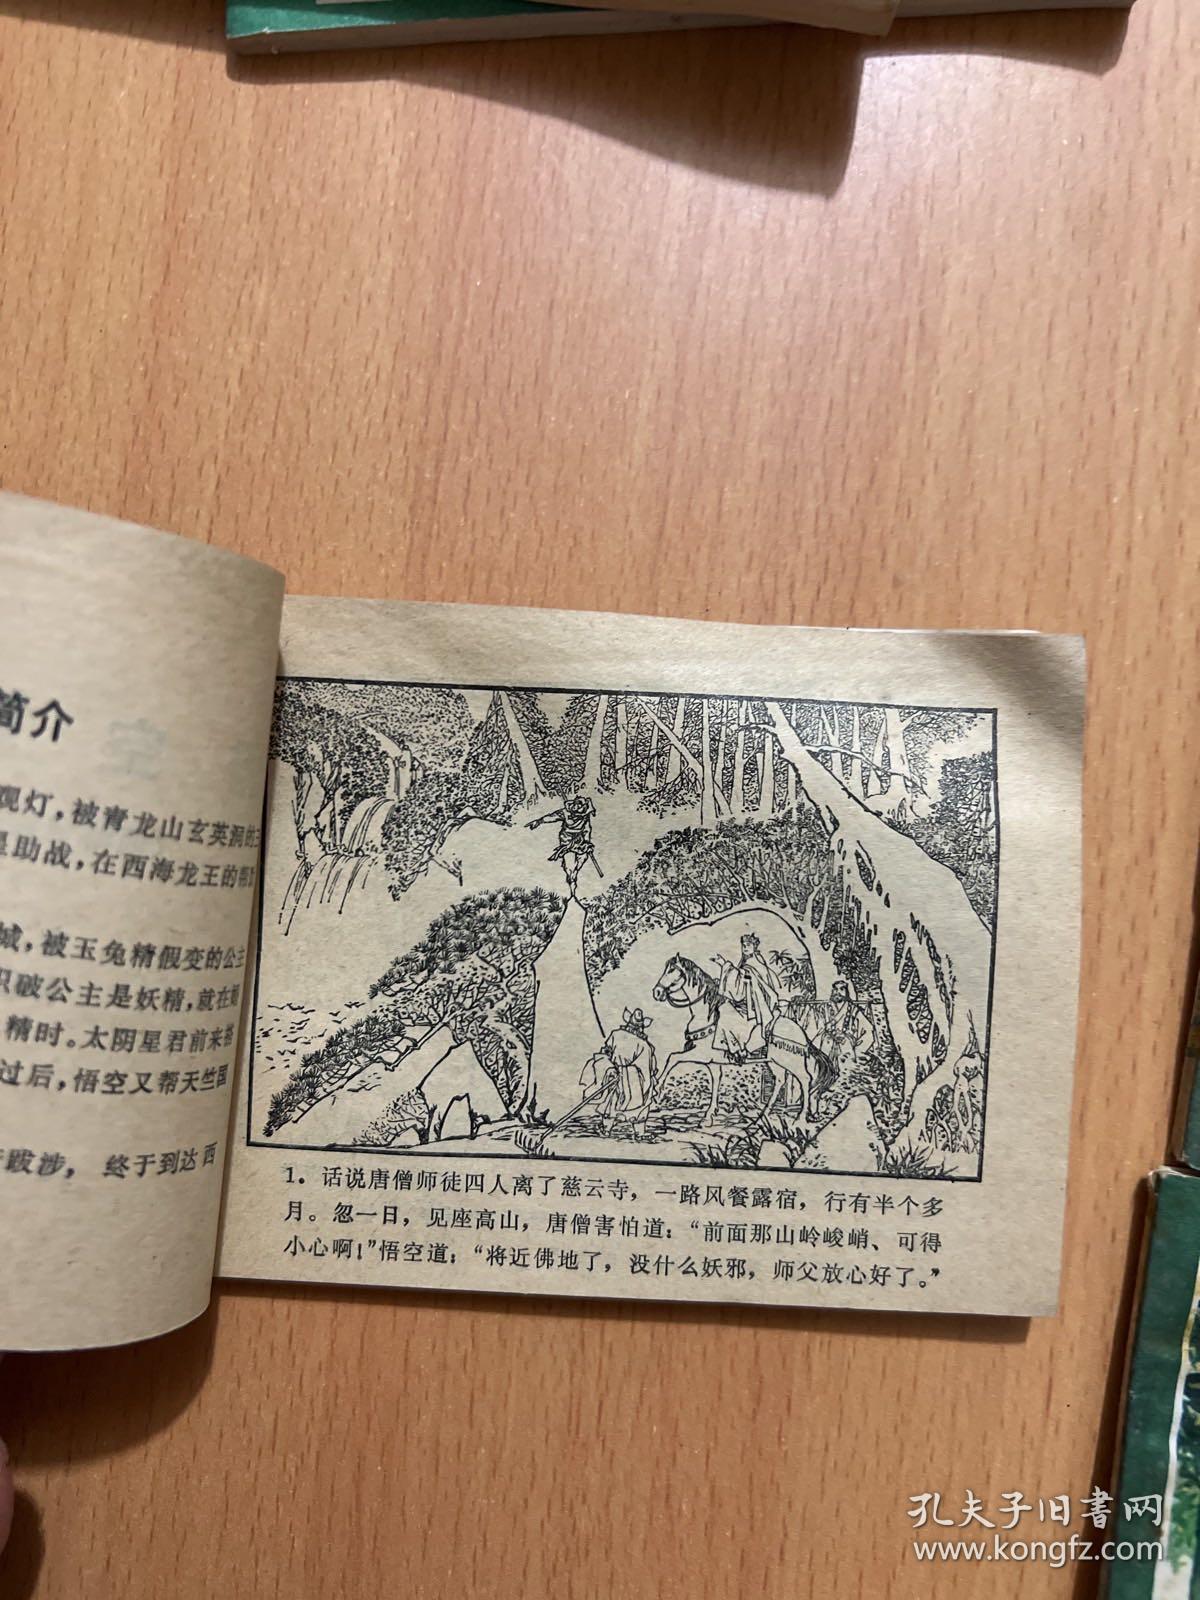 简介
观灯，被青龙山玄英洞的
助战，在西海龙王的帮
城，被玉兔精假变的公主
识破公主是妖精，就在
精时。太阴星君前来
过后，悟空又帮天竺国
跋涉， 终于到达西
1。话说唐僧师徒四人离了慈云寺，一路风餐露宿，行有半个多
月。忽一日，见座高山，唐僧害怕道：“前面那山岭峻峭、可得
小心啊！”悟空道：“将近佛地了，没什么妖邪，师父放心好了。”
孔夫子旧书网
www.kongfz.com